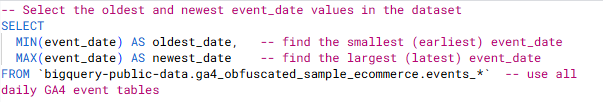 -- Select the oldest and newest event_date values in the dataset
SELECT
  MIN(event_date) AS oldest_date,   -- find the smallest (earliest) event_date
  MAX(event_date) AS newest_date    -- find the largest (latest) event_date
FROM `bigquery-public-data.ga4_obfuscated_sample_ecommerce.events_*`  -- use all
daily GA4 event tables